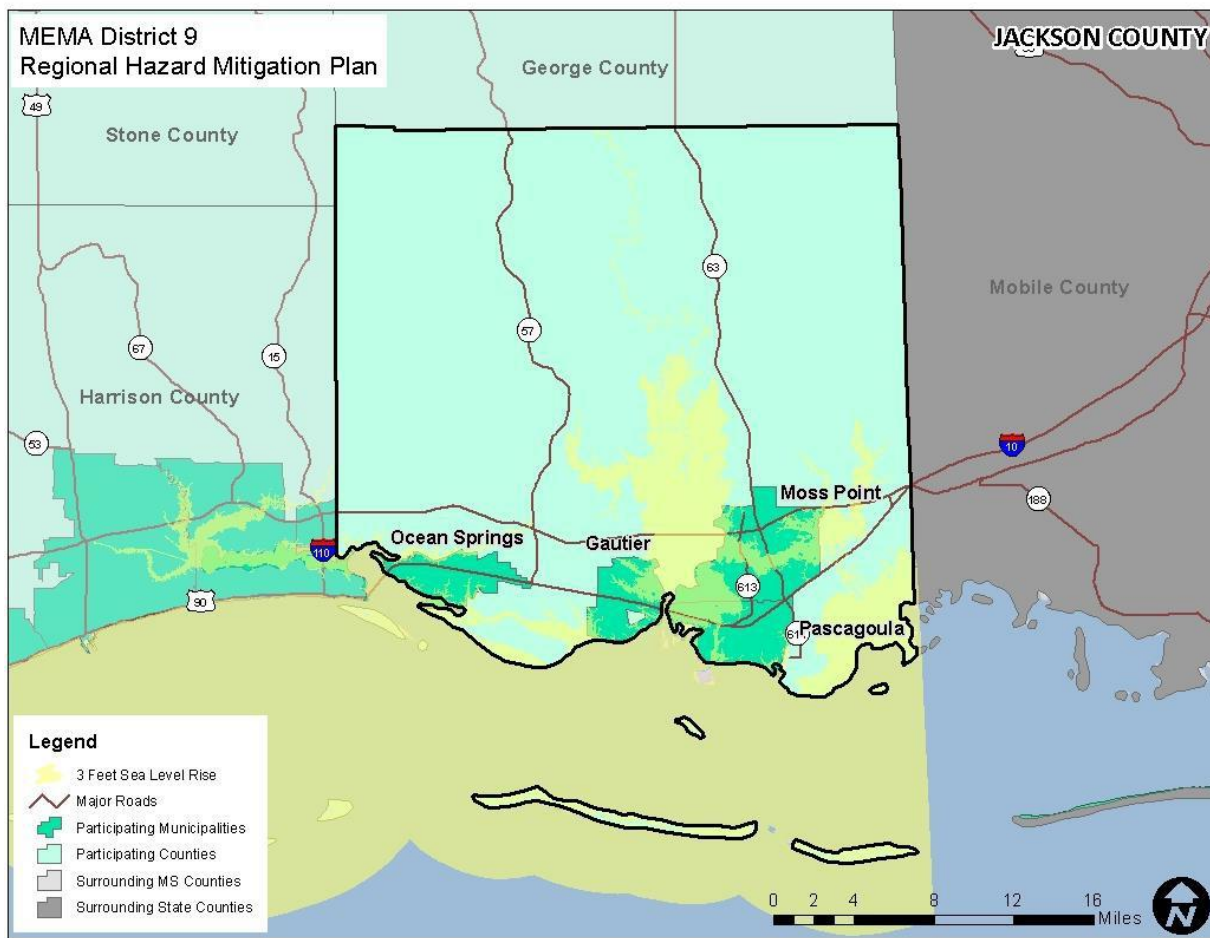 MEMA District 9
Regional Hazard Mitigation Plan
JACKSON COUNTY
George County
49
Stone County
63
Mobile County
57
67
15
Harrison County
53
10
Moss Point
188
Ocean Springs
Gautier
110
613
90
Pascagoula
Legend
3 Feet Sea Level Rise
Major Roads
Participating Municipalities
Participating Counties
Surrounding MS Counties
Surrounding State Counties
0 2 4 8 12 16
Miles
N